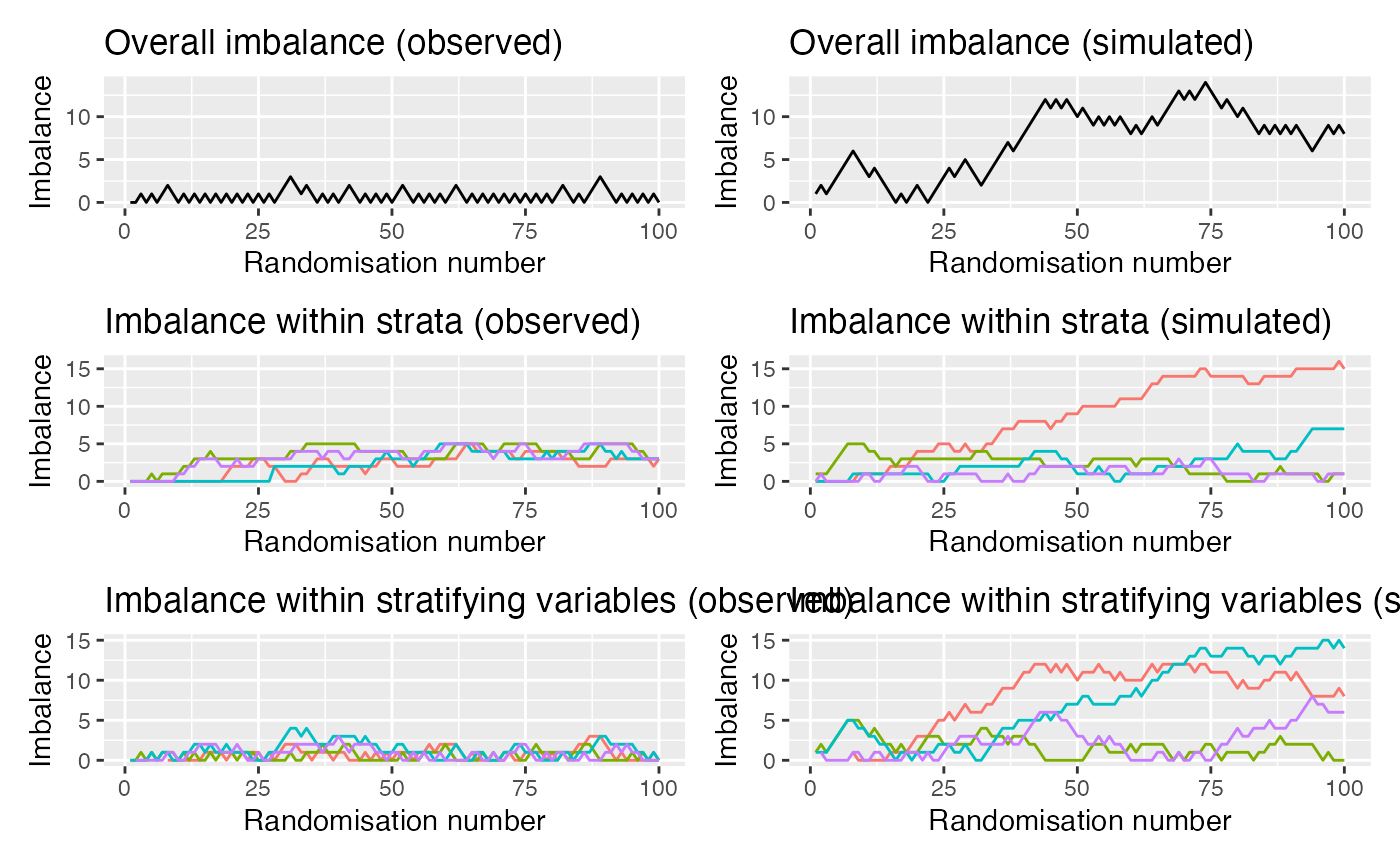 Overall imbalance (observed)
Imbalance
10
5
0
0 25 50 75 100
Randomisation number
Overall imbalance (simulated)
Imbalance
10
5
0
0 25 50 75 100
Randomisation number
Imbalance within strata (observed)
Imbalance
15
10
5
0
0 25 50 75 100
Randomisation number
Imbalance within strata (simulated)
Imbalance
15
10
5
0
0 25 50 75 100
Randomisation number
Imbalance within stratifying variables (observed)
Imbalance
15
10
5
0
0 25 50 75 100
Randomisation number
Imbalance within stratifying variables (s
Imbalance
15
10
5
0
0 25 50 75 100
Randomisation number